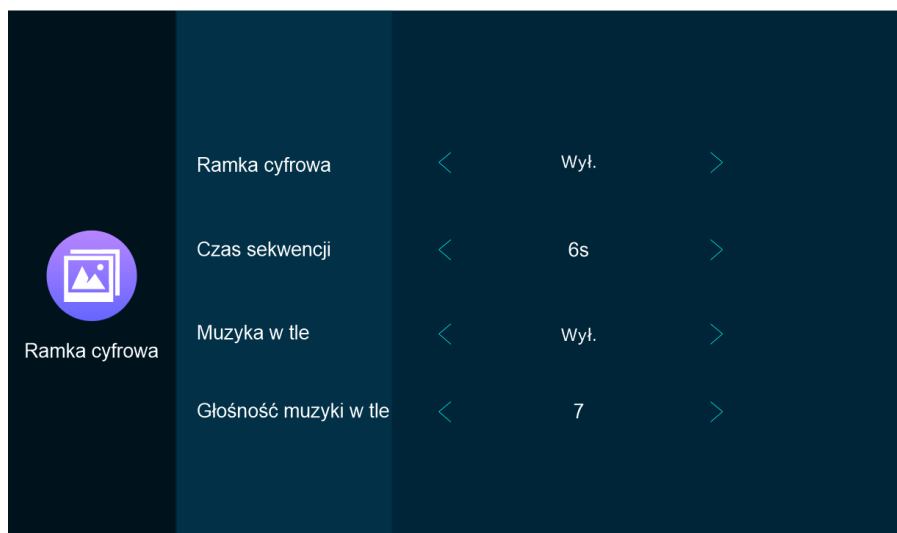 Ramka cyfrowa
Wył.
Czas sekwencji
6s
Muzyka w tle
Wył.
Ramka cyfrowa
Głośność muzyki w tle
7